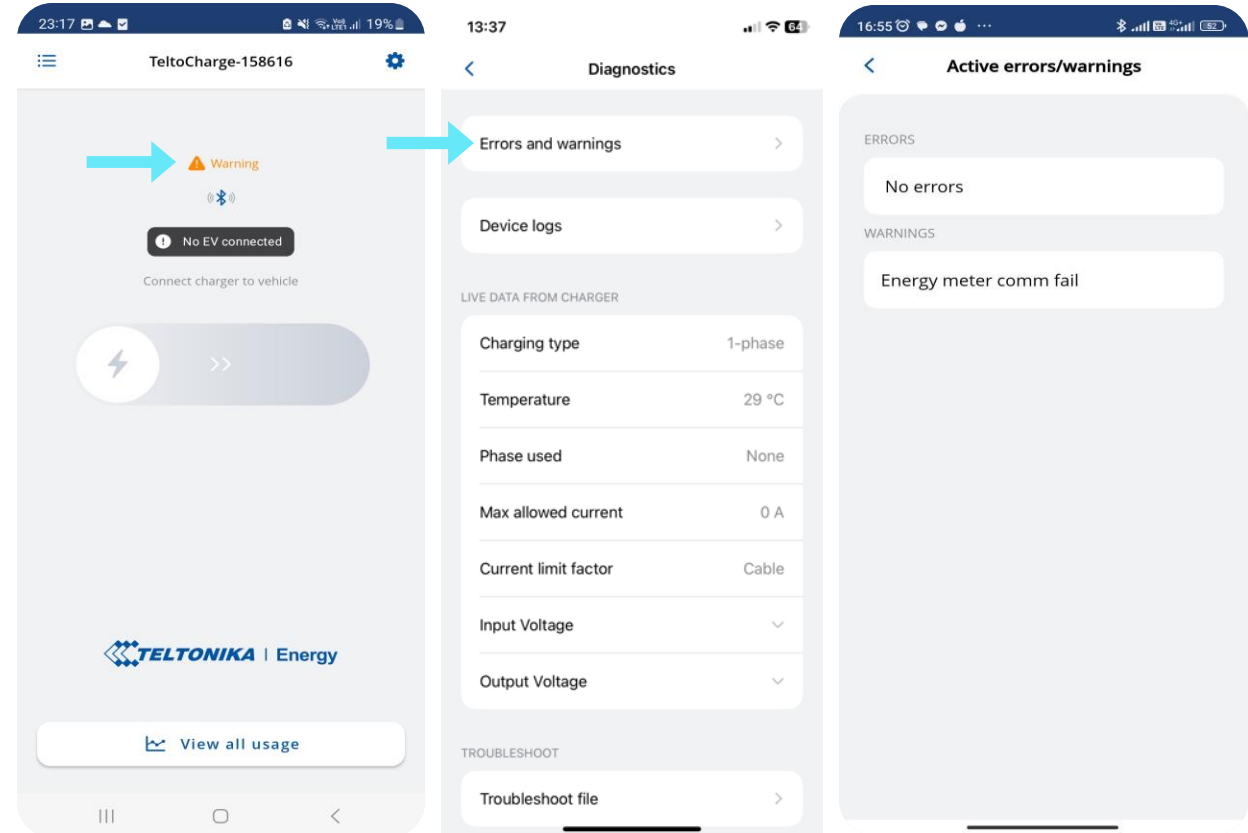 23:17
19%
TeltoCharge-158616
Warning
No EV connected
Connect charger to vehicle
TELTONIKA | Energy
View all usage
13:37
64
Diagnostics
Errors and warnings
Device logs
LIVE DATA FROM CHARGER
Charging type 1-phase
Temperature 29 °C
Phase used None
Max allowed current 0 A
Current limit factor Cable
Input Voltage
Output Voltage
TROUBLESHOOT
Troubleshoot file
16:55
52
Active errors/warnings
ERRORS
No errors
WARNINGS
Energy meter comm fail